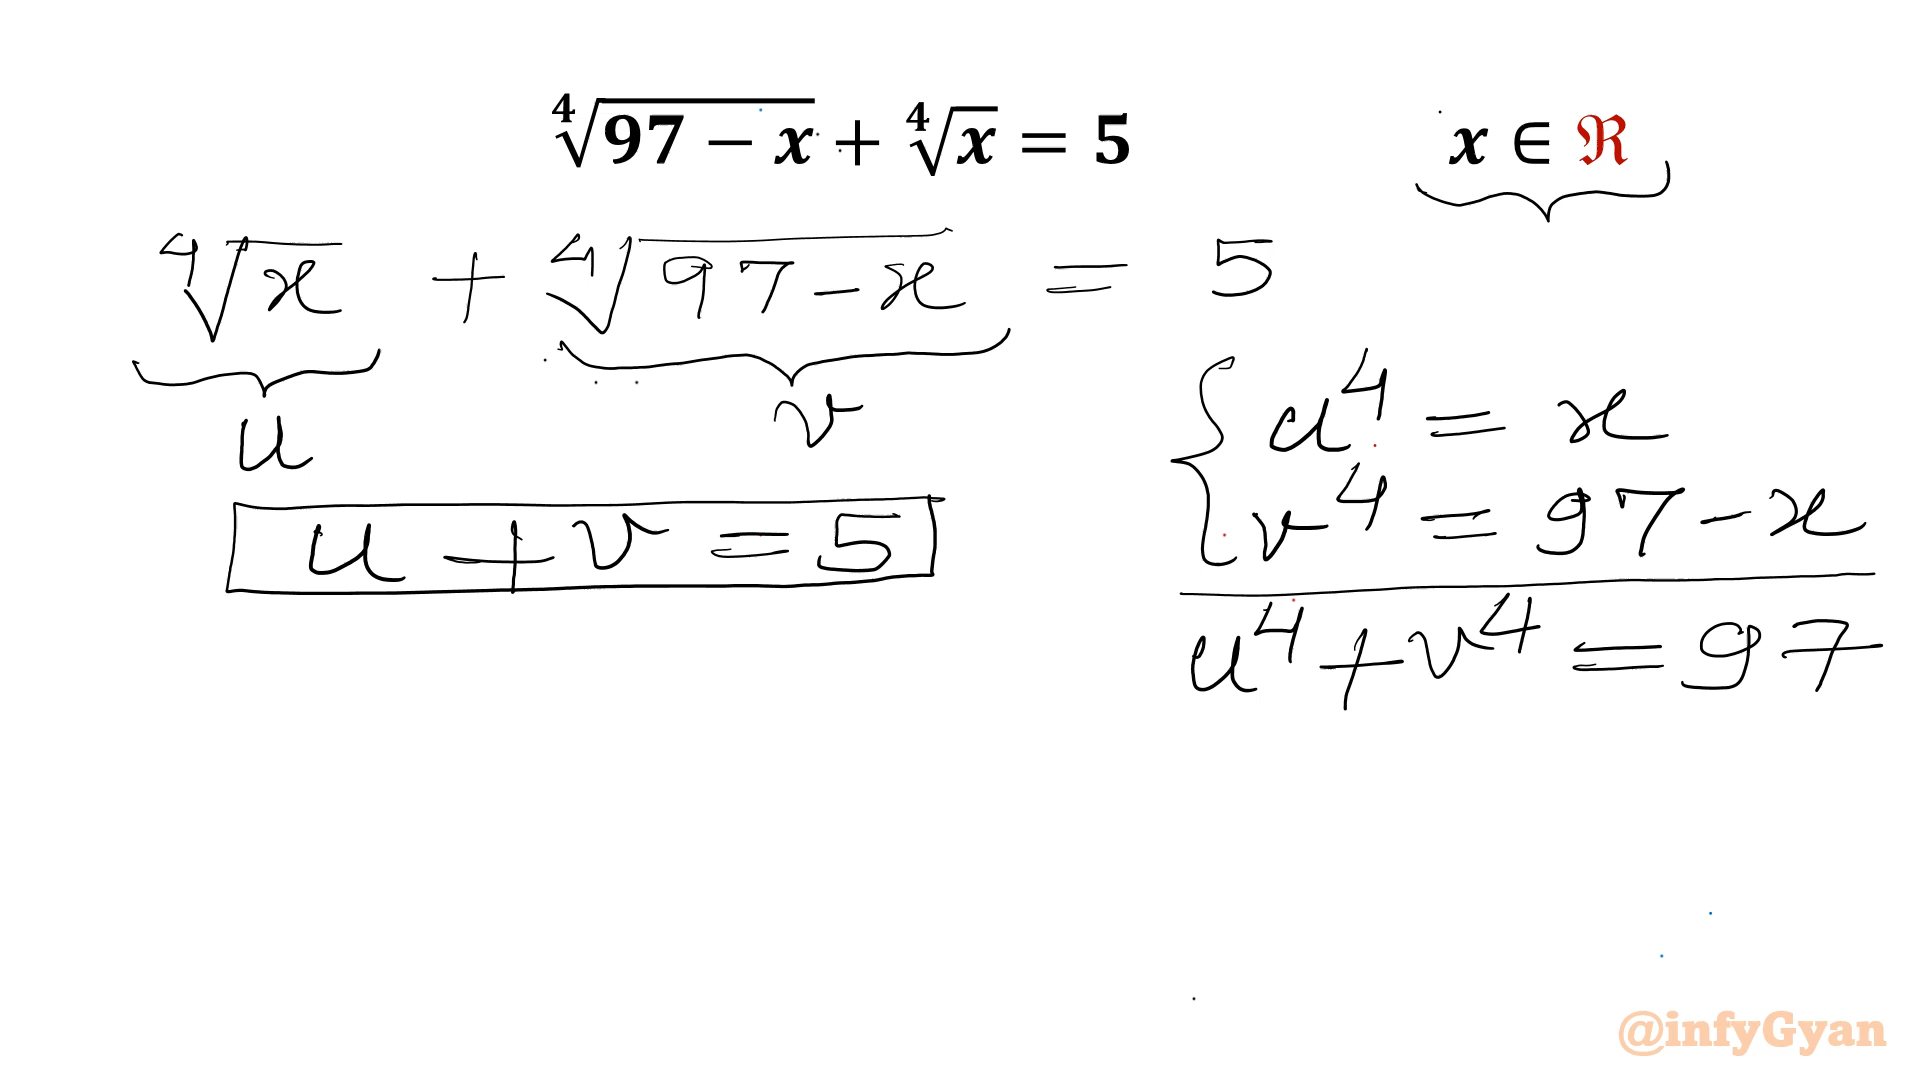 ∜(97 − x) + ∜x = 5    x ∈ ℜ
∜x + ∜(97 − x) = 5
u    v
u⁴ = x
v⁴ = 97 − x
u + v = 5
u⁴ + v⁴ = 97
@infyGyan